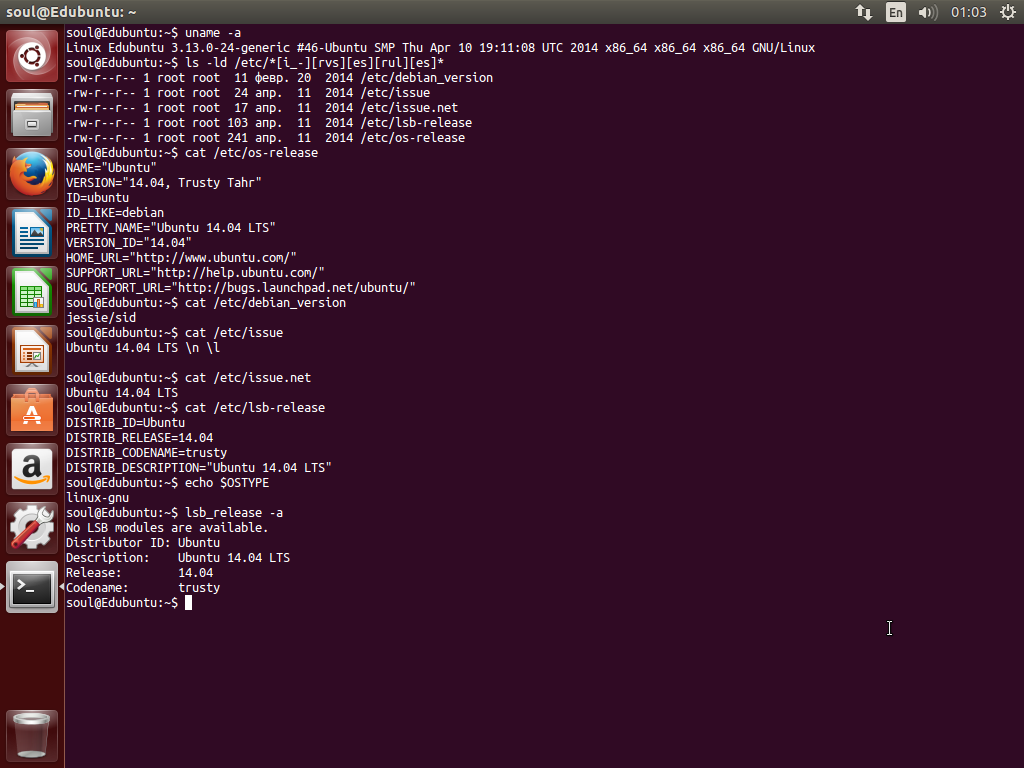 soul@Edubuntu: ~
En
01:03
soul@Edubuntu:~$ uname -a
Linux Edubuntu 3.13.0-24-generic #46-Ubuntu SMP Thu Apr 10 19:11:08 UTC 2014 x86_64 x86_64 x86_64 GNU/Linux
soul@Edubuntu:~$ ls -ld /etc/*[i_-][rvs][es][rul][es]*
-rw-r--r-- 1 root root  11 февр. 20  2014 /etc/debian_version
-rw-r--r-- 1 root root  24 апр.  11  2014 /etc/issue
-rw-r--r-- 1 root root  17 апр.  11  2014 /etc/issue.net
-rw-r--r-- 1 root root 103 апр.  11  2014 /etc/lsb-release
-rw-r--r-- 1 root root 241 апр.  11  2014 /etc/os-release
soul@Edubuntu:~$ cat /etc/os-release
NAME="Ubuntu"
VERSION="14.04, Trusty Tahr"
ID=ubuntu
ID_LIKE=debian
PRETTY_NAME="Ubuntu 14.04 LTS"
VERSION_ID="14.04"
HOME_URL="http://www.ubuntu.com/"
SUPPORT_URL="http://help.ubuntu.com/"
BUG_REPORT_URL="http://bugs.launchpad.net/ubuntu/"
soul@Edubuntu:~$ cat /etc/debian_version
jessie/sid
soul@Edubuntu:~$ cat /etc/issue
Ubuntu 14.04 LTS \n \l
soul@Edubuntu:~$ cat /etc/issue.net
Ubuntu 14.04 LTS
soul@Edubuntu:~$ cat /etc/lsb-release
DISTRIB_ID=Ubuntu
DISTRIB_RELEASE=14.04
DISTRIB_CODENAME=trusty
DISTRIB_DESCRIPTION="Ubuntu 14.04 LTS"
soul@Edubuntu:~$ echo $OSTYPE
linux-gnu
soul@Edubuntu:~$ lsb_release -a
No LSB modules are available.
Distributor ID: Ubuntu
Description:    Ubuntu 14.04 LTS
Release:        14.04
Codename:       trusty
soul@Edubuntu:~$